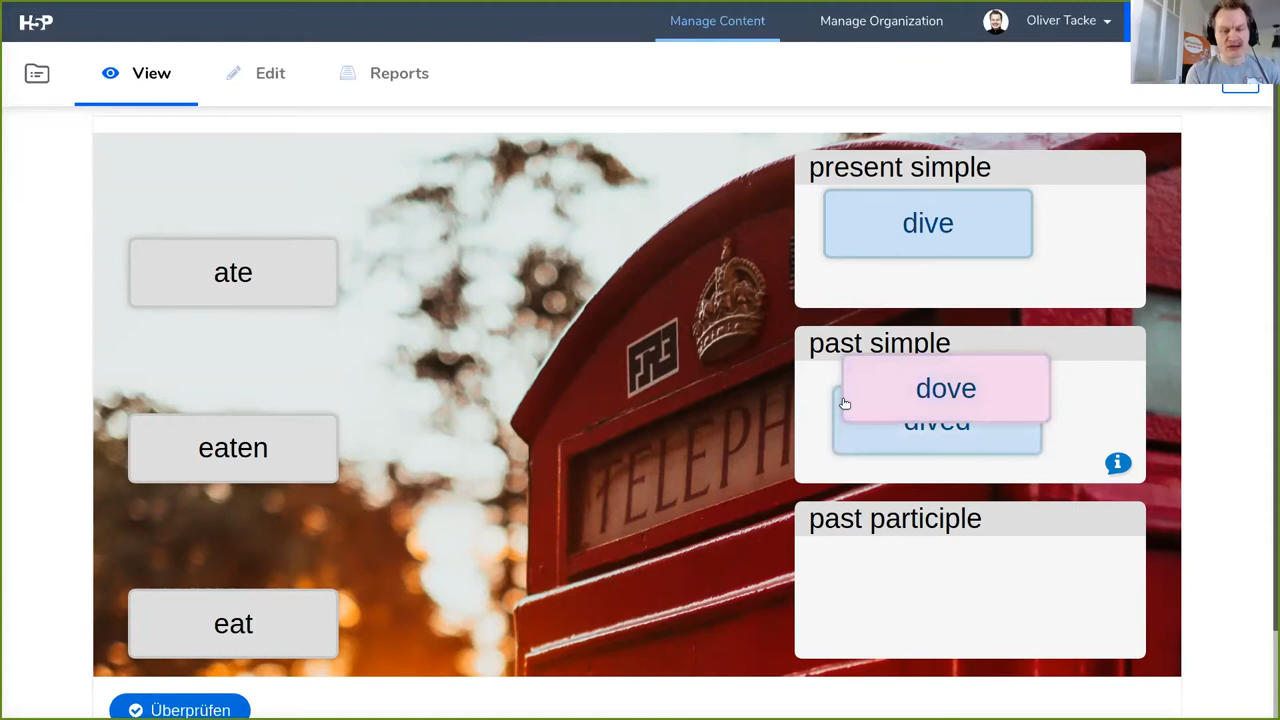 H5P
Manage Content
Manage Organization
Oliver Tacke
View
Edit
Reports
present simple
dive
ate
past simple
dove
dived
eaten
TELEPH
past participle
eat
Überprüfen